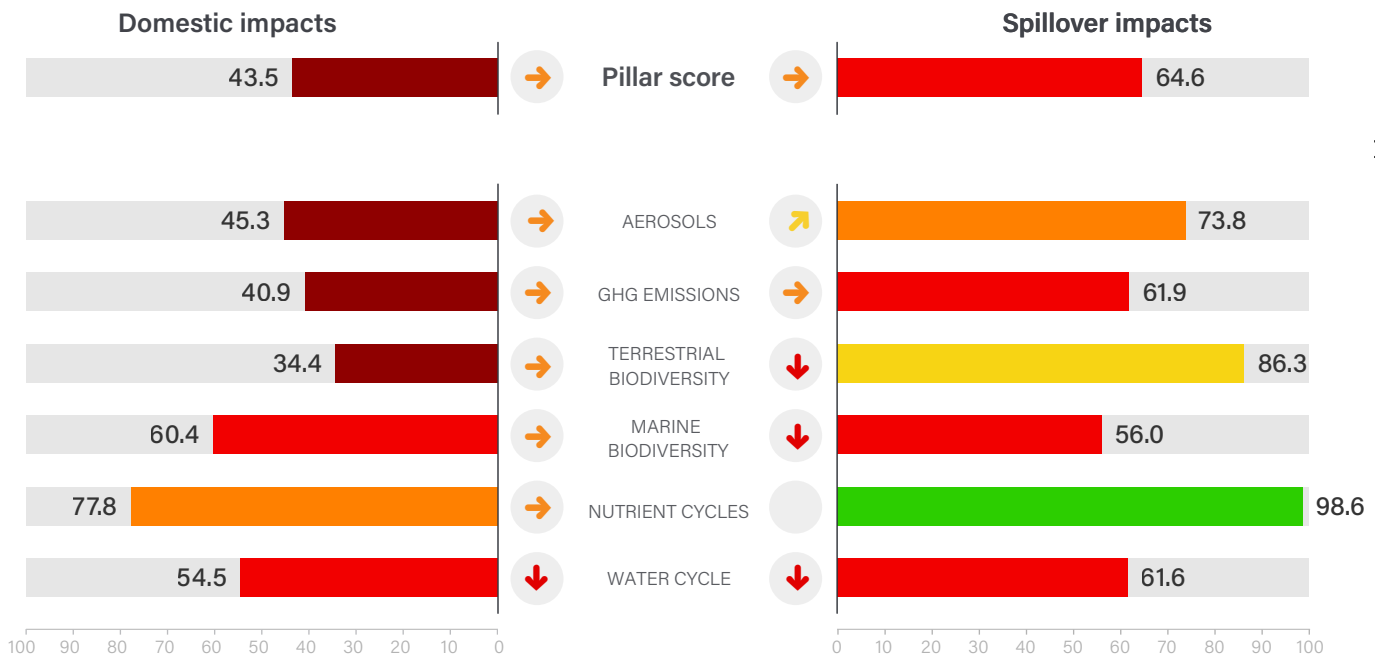 Domestic impacts
Spillover impacts
43.5
Pillar score
64.6
45.3
AEROSOLS
73.8
40.9
GHG EMISSIONS
61.9
34.4
TERRESTRIAL
BIODIVERSITY
86.3
60.4
MARINE
BIODIVERSITY
56.0
77.8
NUTRIENT CYCLES
98.6
54.5
WATER CYCLE
61.6
100 90 80 70 60 50 40 30 20 10 0
0 10 20 30 40 50 60 70 80 90 100